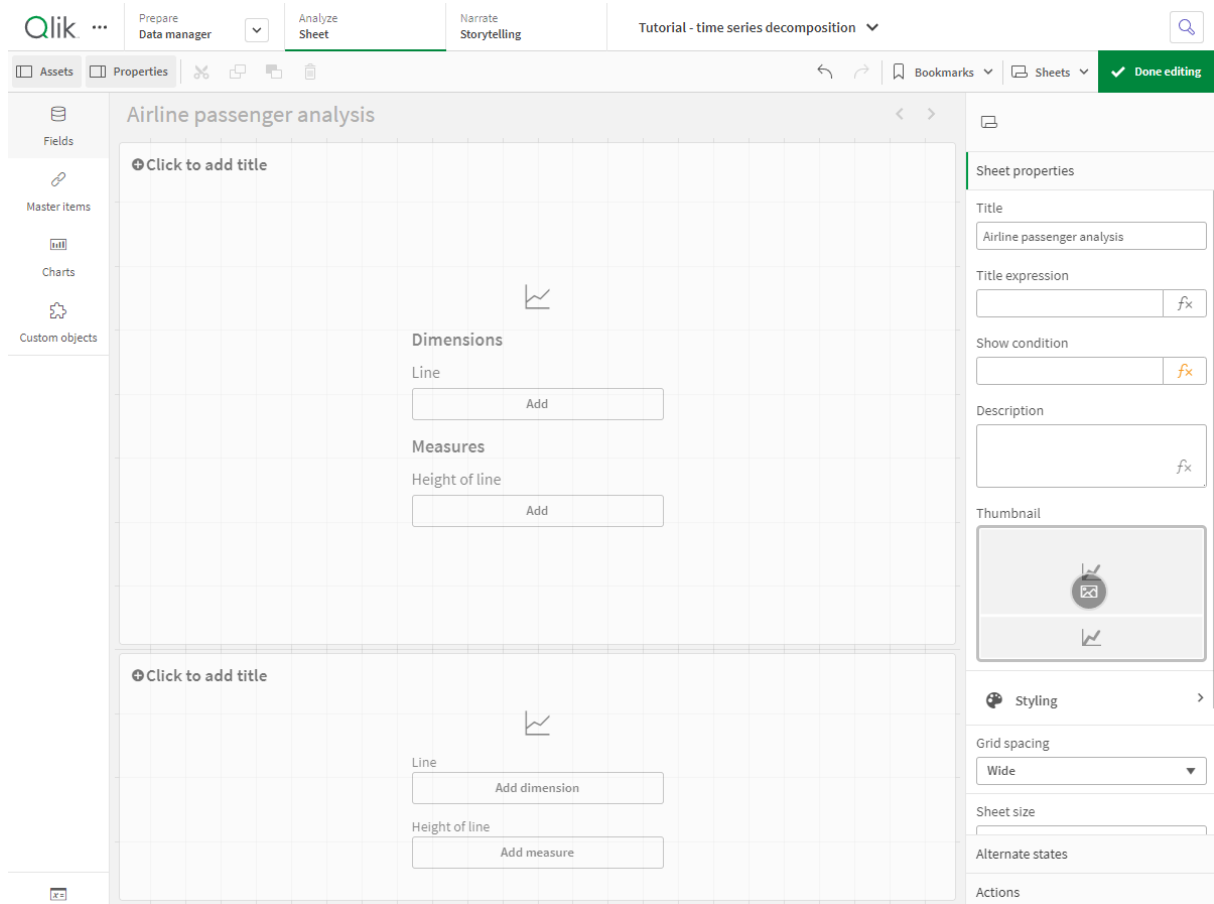 Qlik
Prepare
Data manager
Analyze
Sheet
Narrate
Storytelling
Tutorial - time series decomposition
Assets
Properties
Bookmarks
Sheets
Done editing
Fields
Master items
Charts
Custom objects
Airline passenger analysis
Click to add title
Dimensions
Line
Add
Measures
Height of line
Add
Click to add title
Line
Add dimension
Height of line
Add measure
Sheet properties
Title
Airline passenger analysis
Title expression
fx
Show condition
fx
Description
fx
Thumbnail
Styling
Grid spacing
Wide
Sheet size
Alternate states
Actions
x=